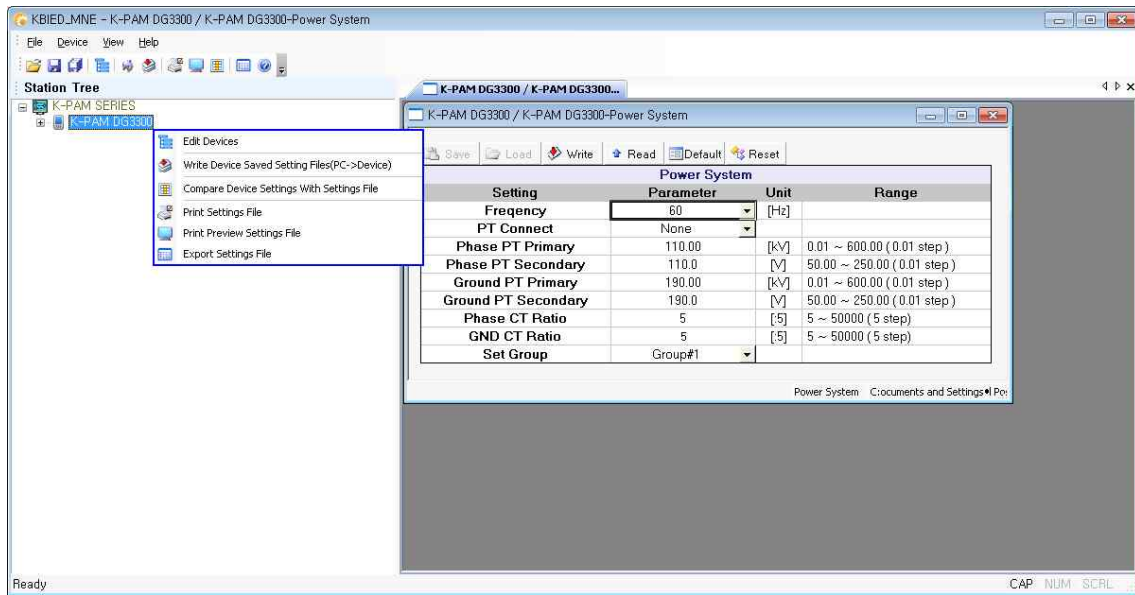 KBIED_MNE - K-PAM DG3300 / K-PAM DG3300-Power System
File Device View Help
Station Tree
K-PAM SERIES
K-PAM DG3300
Edit Devices
Write Device Saved Setting Files(PC->Device)
Compare Device Settings With Settings File
Print Settings File
Print Preview Settings File
Export Settings File
K-PAM DG3300 / K-PAM DG3300...
K-PAM DG3300 / K-PAM DG3300-Power System
Save Load Write Read Default Reset
Power System
Setting Parameter Unit Range
Freqency 60 [Hz]
PT Connect None
Phase PT Primary 110.00 [kV] 0.01 ~ 600.00 ( 0.01 step )
Phase PT Secondary 110.0 [V] 50.00 ~ 250.00 ( 0.01 step )
Ground PT Primary 190.00 [kV] 0.01 ~ 600.00 ( 0.01 step )
Ground PT Secondary 190.0 [V] 50.00 ~ 250.00 ( 0.01 step )
Phase CT Ratio 5 [:5] 5 ~ 50000 ( 5 step)
GND CT Ratio 5 [:5] 5 ~ 50000 ( 5 step)
Set Group Group#1
Power System C:ocuments and Settings
Ready CAP NUM SCRL